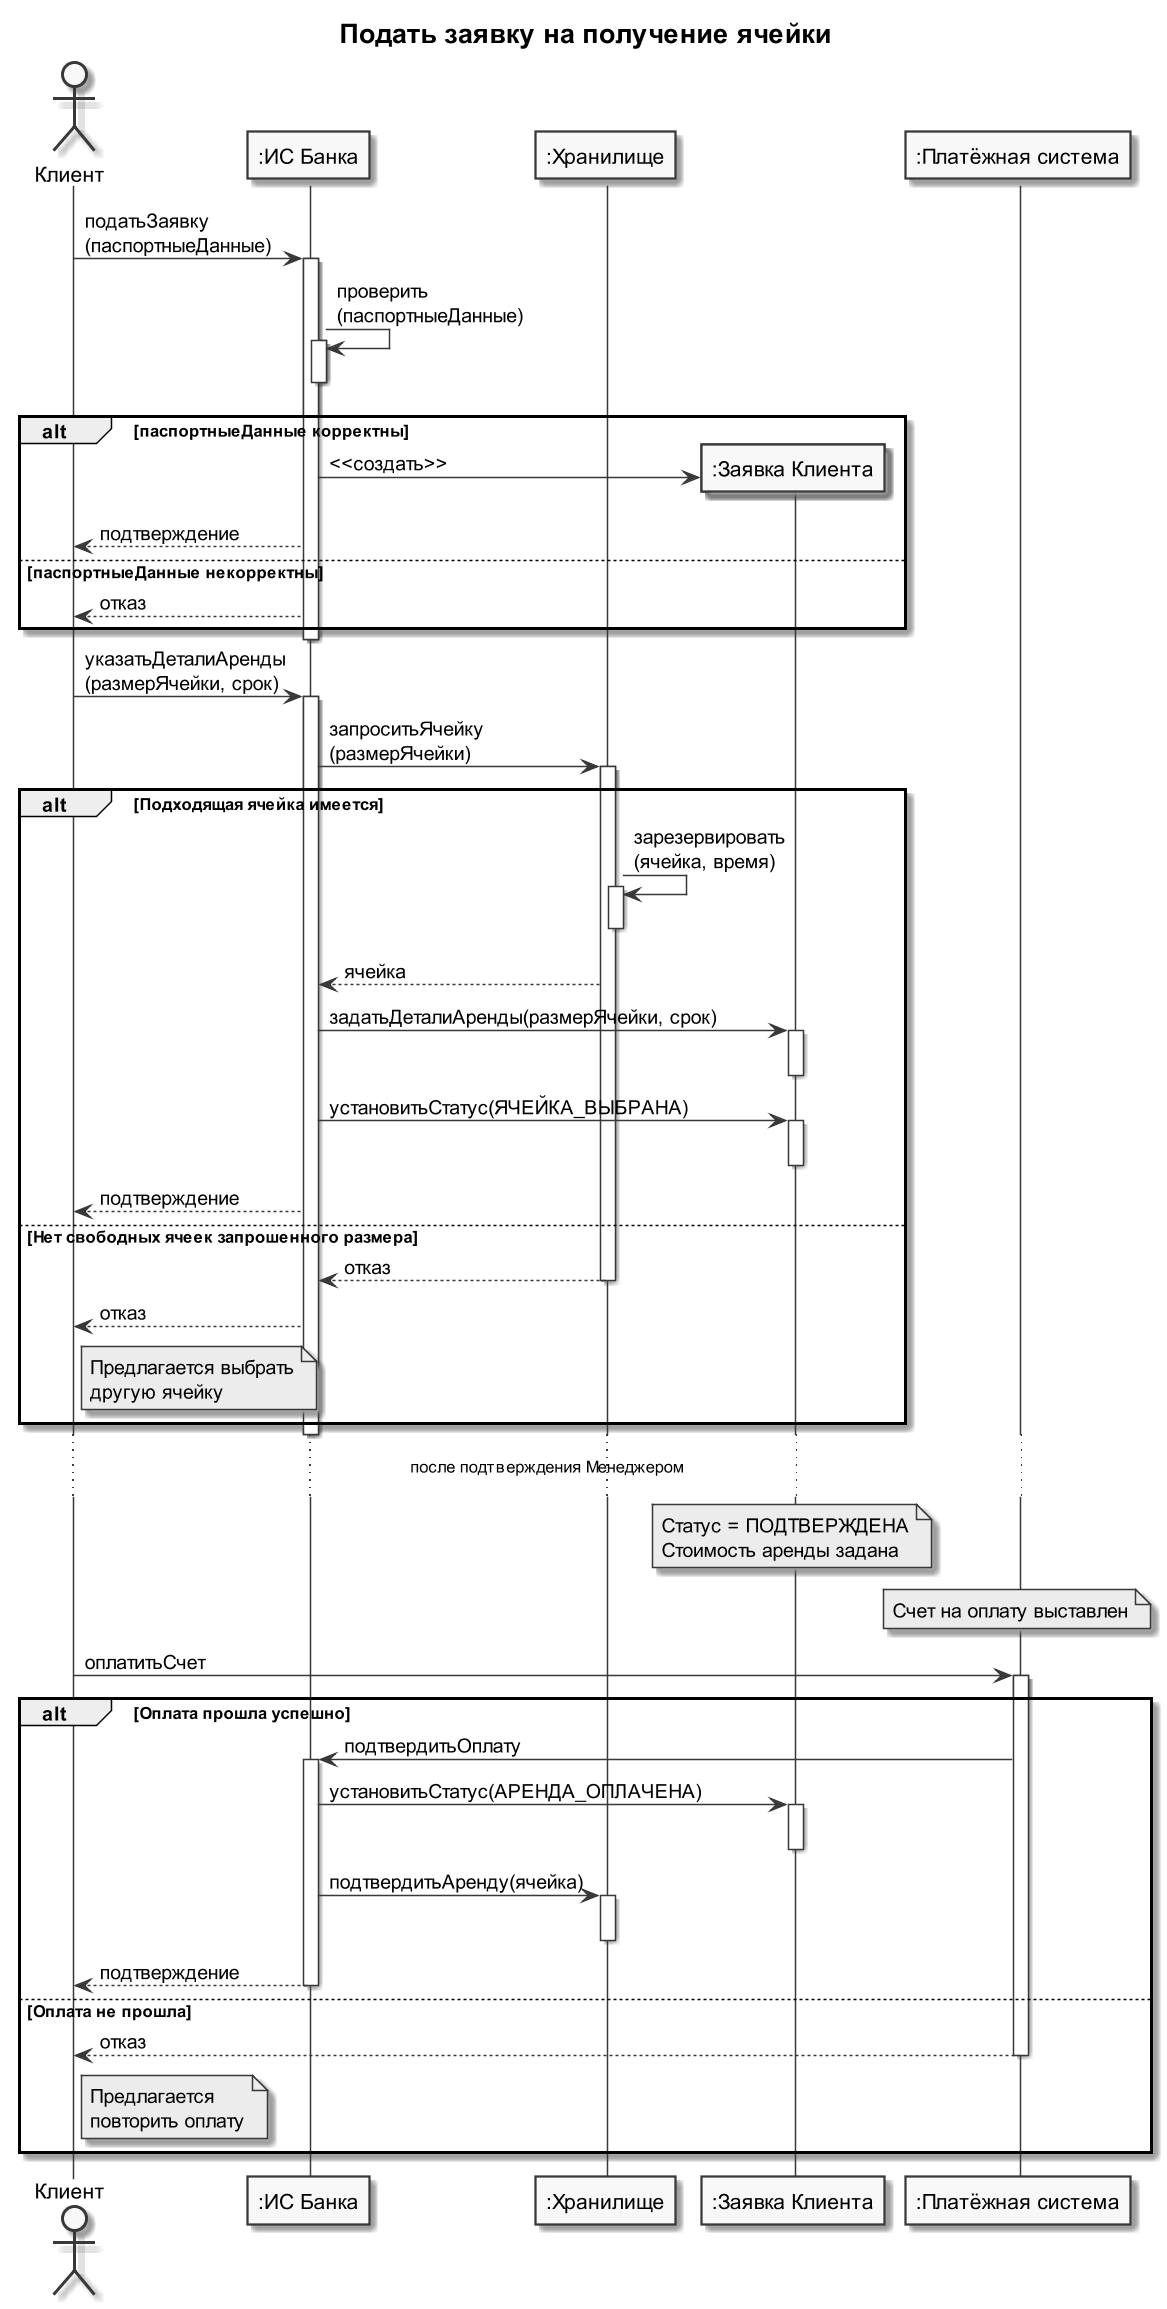 Подать заявку на получение ячейки
Клиент
:ИС Банка
:Хранилище
:Платёжная система
податьЗаявку
(паспортныеДанные)
проверить
(паспортныеДанные)
alt
[паспортныеДанные корректны]
<<создать>>
:Заявка Клиента
подтверждение
[паспортныеДанные некорректны]
отказ
указатьДеталиАренды
(размерЯчейки, срок)
запроситьЯчейку
(размерЯчейки)
alt
[Подходящая ячейка имеется]
зарезервировать
(ячейка, время)
ячейка
задатьДеталиАренды(размерЯчейки, срок)
установитьСтатус(ЯЧЕЙКА_ВЫБРАНА)
подтверждение
[Нет свободных ячеек запрошенного размера]
отказ
отказ
Предлагается выбрать
другую ячейку
после подтверждения Менеджером
Статус = ПОДТВЕРЖДЕНА
Стоимость аренды задана
Счет на оплату выставлен
оплатитьСчет
alt
[Оплата прошла успешно]
подтвердитьОплату
установитьСтатус(АРЕНДА_ОПЛАЧЕНА)
подтвердитьАренду(ячейка)
подтверждение
[Оплата не прошла]
отказ
Предлагается
повторить оплату
Клиент
:ИС Банка
:Хранилище
:Заявка Клиента
:Платёжная система